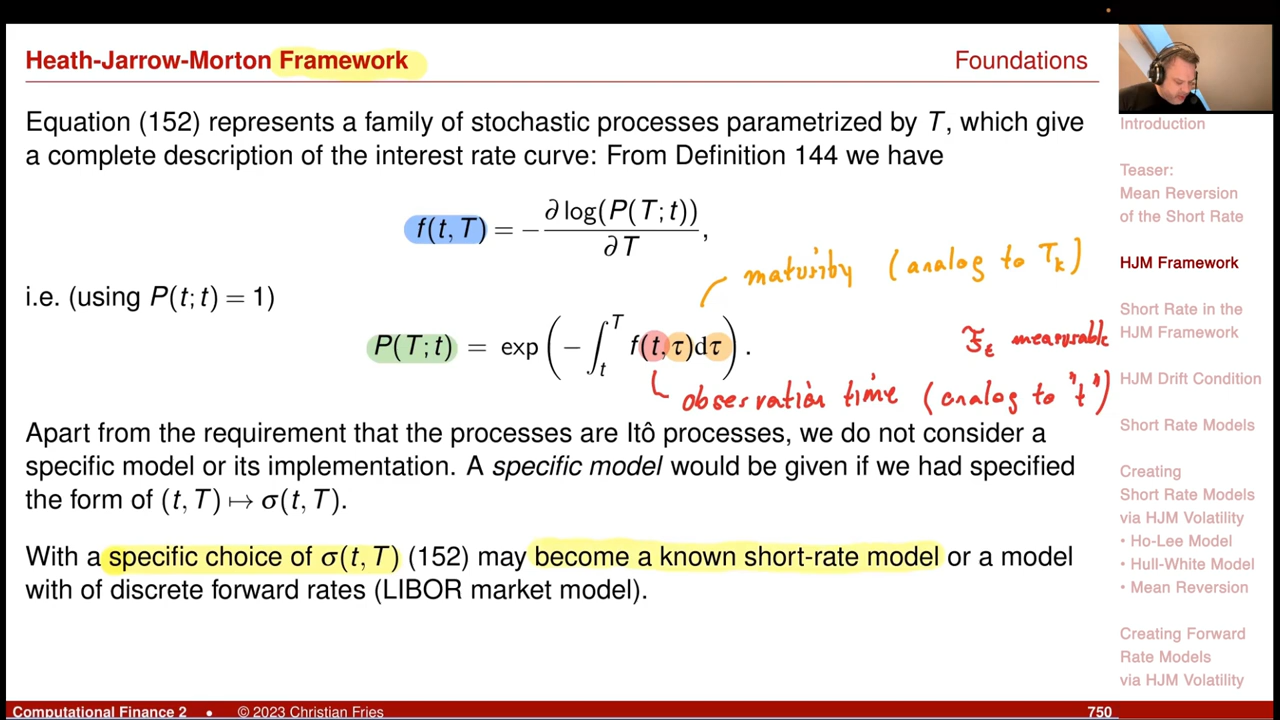 Heath-Jarrow-Morton Framework
Foundations
Equation (152) represents a family of stochastic processes parametrized by T, which give
a complete description of the interest rate curve: From Definition 144 we have
f(t, T) = − ∂ log(P(T; t)) / ∂T ,
maturity (analog to T_k)
i.e. (using P(t; t) = 1)
P(T; t) = exp ( − ∫_t^T f(t, τ)dτ ) .
F_t measurable
observation time (analog to "t")
Apart from the requirement that the processes are Itô processes, we do not consider a
specific model or its implementation. A specific model would be given if we had specified
the form of (t, T) ↦ σ(t, T).
With a specific choice of σ(t, T) (152) may become a known short-rate model or a model
with of discrete forward rates (LIBOR market model).
Introduction
Teaser:
Mean Reversion
of the Short Rate
HJM Framework
Short Rate in the
HJM Framework
HJM Drift Condition
Short Rate Models
Creating
Short Rate Models
via HJM Volatility
• Ho-Lee Model
• Hull-White Model
• Mean Reversion
Creating Forward
Rate Models
via HJM Volatility
Computational Finance 2 • © 2023 Christian Fries
750